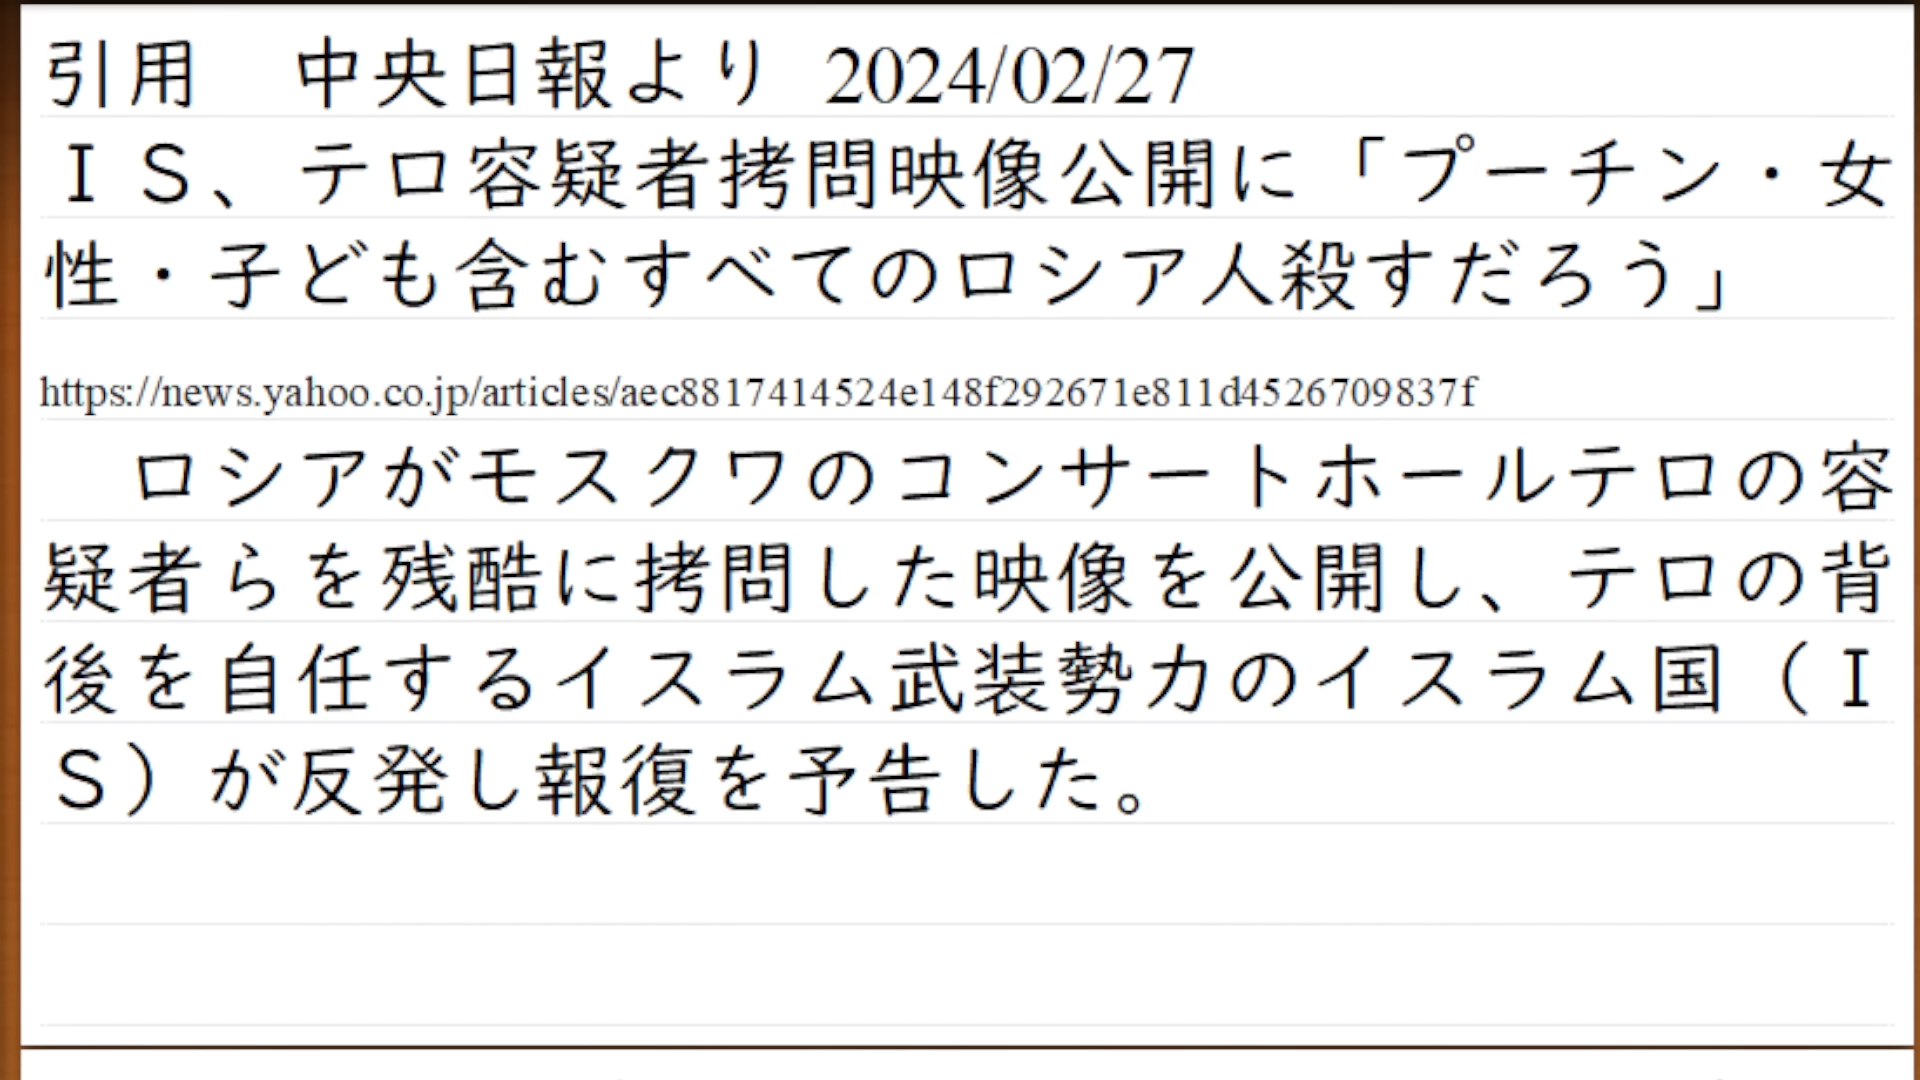 引用　中央日報より 2024/02/27
ＩＳ、テロ容疑者拷問映像公開に「プーチン・女
性・子ども含むすべてのロシア人殺すだろう」
https://news.yahoo.co.jp/articles/aec8817414524e148f292671e811d4526709837f
　ロシアがモスクワのコンサートホールテロの容
疑者らを残酷に拷問した映像を公開し、テロの背
後を自任するイスラム武装勢力のイスラム国（Ｉ
Ｓ）が反発し報復を予告した。